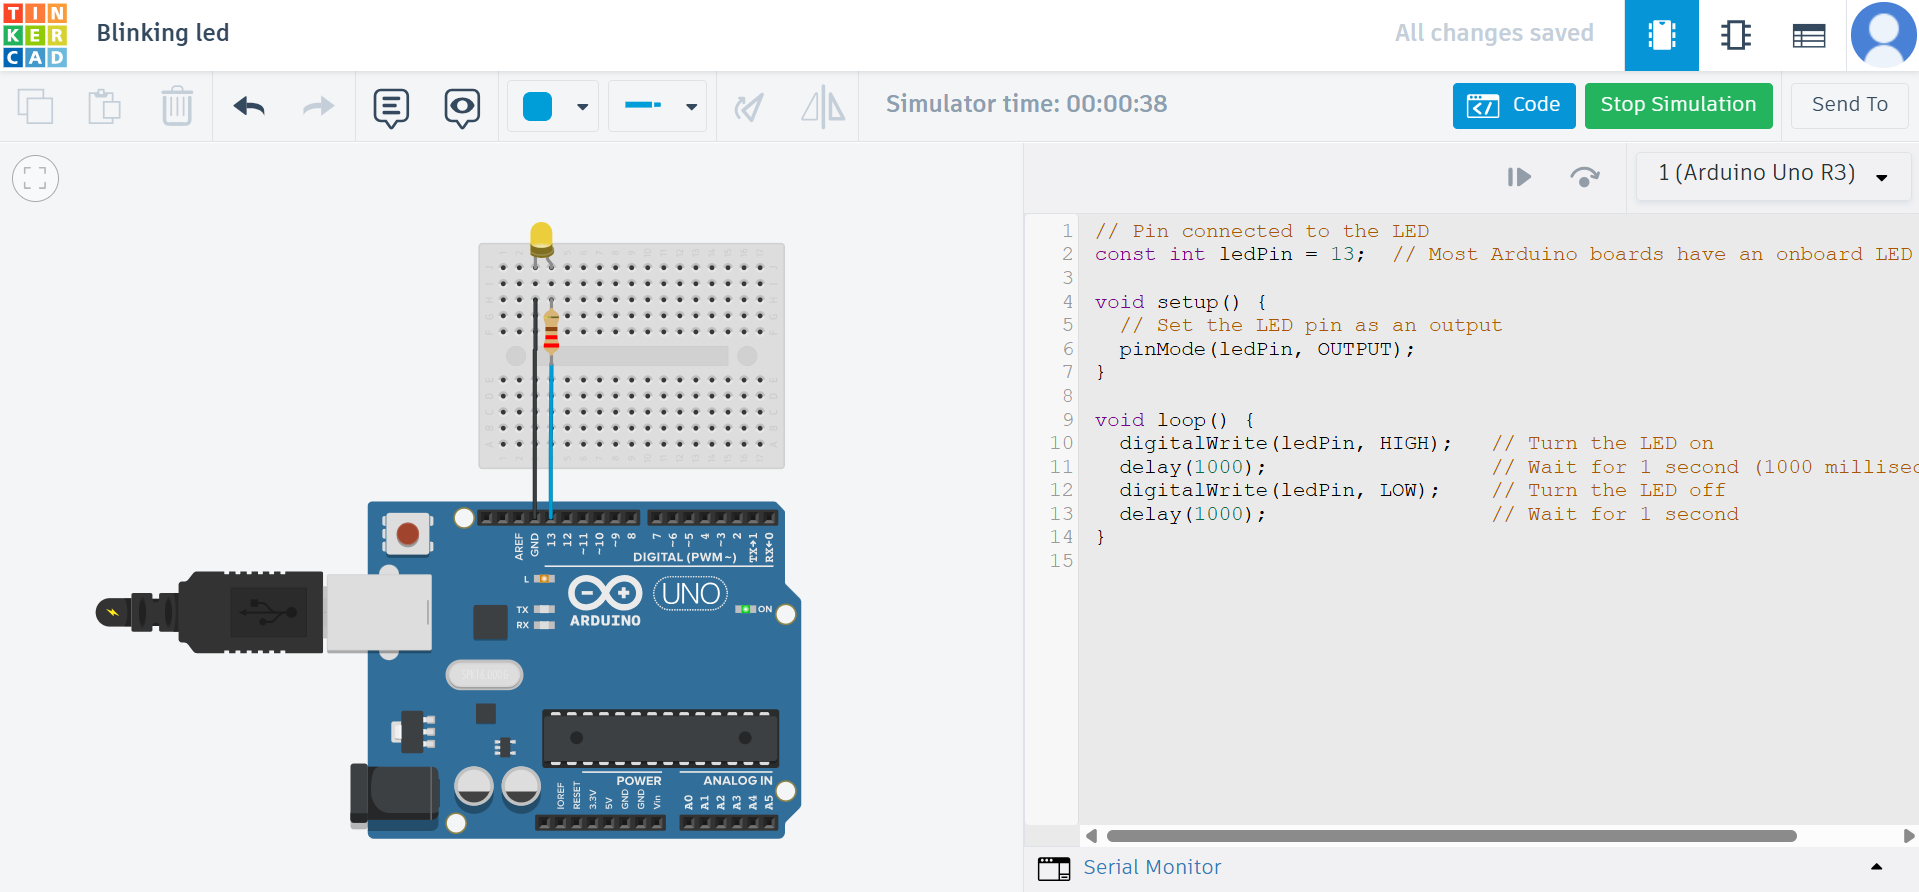 TIN
KER
CAD
Blinking led
All changes saved
Simulator time: 00:00:38
Code
Stop Simulation
Send To
1 (Arduino Uno R3)
1 // Pin connected to the LED
2 const int ledPin = 13;  // Most Arduino boards have an onboard LED
3
4 void setup() {
5   // Set the LED pin as an output
6   pinMode(ledPin, OUTPUT);
7 }
8
9 void loop() {
10   digitalWrite(ledPin, HIGH);   // Turn the LED on
11   delay(1000);                  // Wait for 1 second (1000 millisec
12   digitalWrite(ledPin, LOW);    // Turn the LED off
13   delay(1000);                  // Wait for 1 second
14 }
15
AREF
GND
13
12
~11
~10
~9
8
7
~6
~5
4
~3
2
TX→1
RX←0
DIGITAL (PWM~)
L
TX
RX
ARDUINO
UNO
ON
POWER
ANALOG IN
IOREF
RESET
3.3V
5V
GND
GND
Vin
A0
A1
A2
A3
A4
A5
Serial Monitor